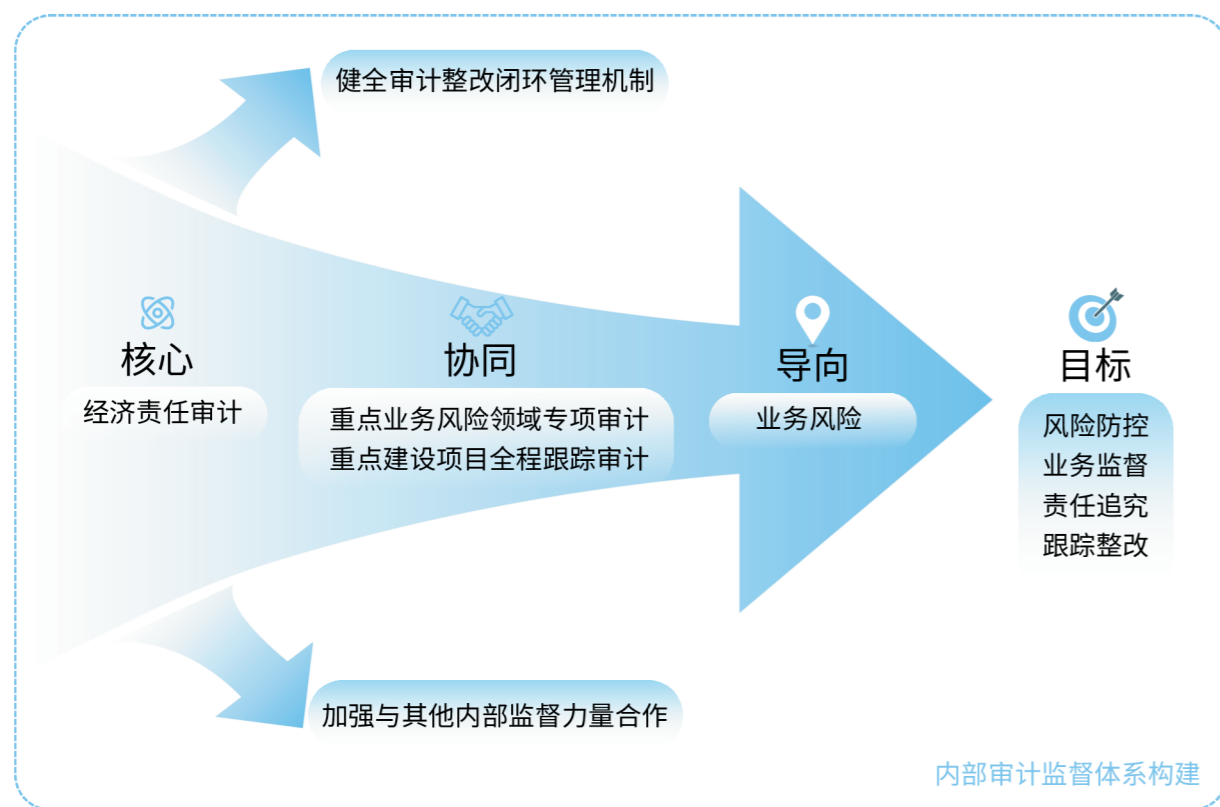 健全审计整改闭环管理机制
核心
经济责任审计
协同
重点业务风险领域专项审计
重点建设项目全程跟踪审计
导向
业务风险
目标
风险防控
业务监督
责任追究
跟踪整改
加强与其他内部监督力量合作
内部审计监督体系构建